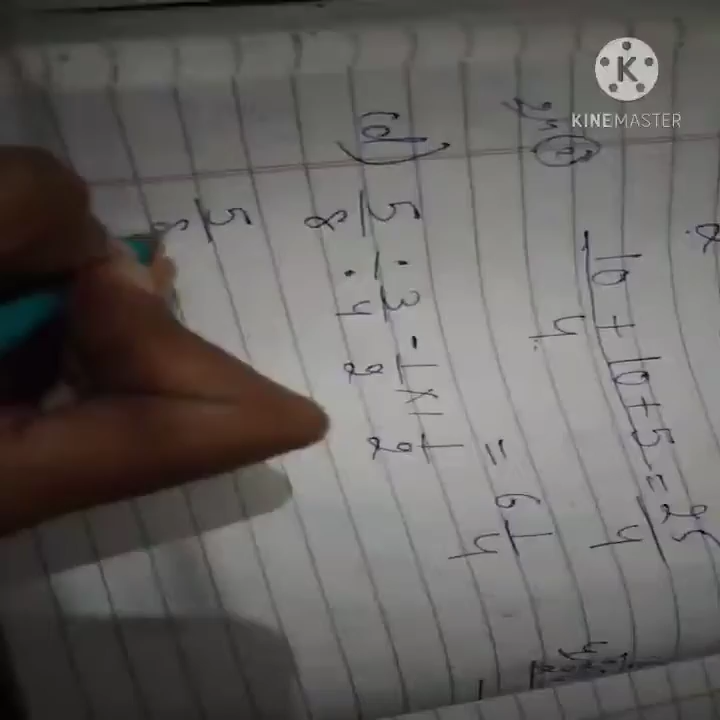 K
KINEMASTER
10/4 + 10 + 5 = 25/4
= 6 1/4
(d) 5/8 ÷ 3/4 - 1/2 × 1 1/2
5/8